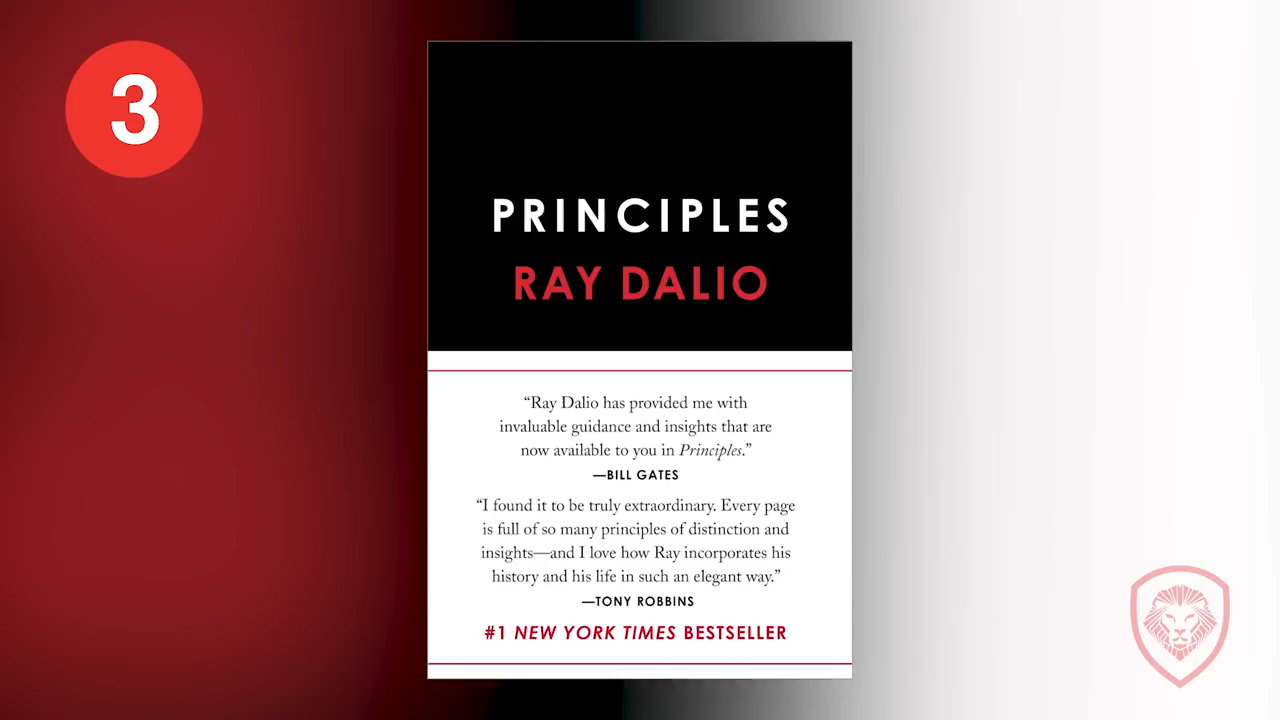 3
PRINCIPLES
RAY DALIO
“Ray Dalio has provided me with
invaluable guidance and insights that are
now available to you in Principles.”
—BILL GATES
“I found it to be truly extraordinary. Every page
is full of so many principles of distinction and
insights—and I love how Ray incorporates his
history and his life in such an elegant way.”
—TONY ROBBINS
#1 NEW YORK TIMES BESTSELLER